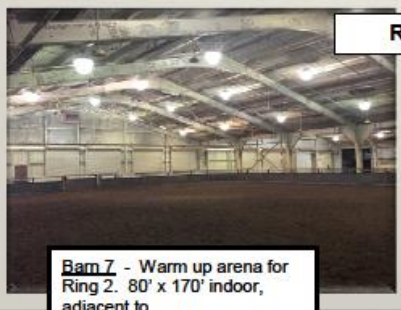 R
Barn 7 - Warm up arena for
Ring 2. 80' x 170' indoor,
adjacent to